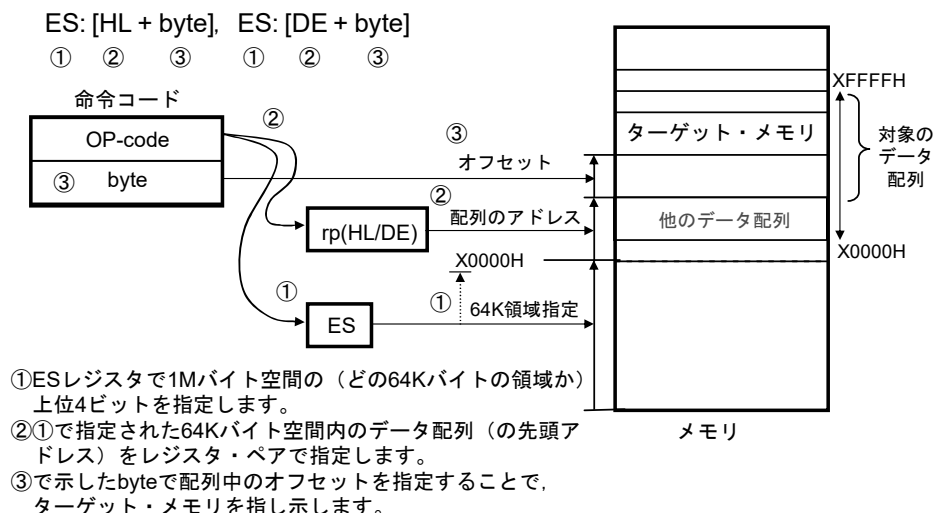 ES: [HL + byte], ES: [DE + byte]
① ② ③ ① ② ③
命令コード
OP-code
③ byte
②
③
オフセット
②
rp(HL/DE)
配列のアドレス
X0000H
①
ES
①
64K領域指定
XFFFFH
ターゲット・メモリ
対象の
データ
配列
他のデータ配列
X0000H
メモリ
①ESレジスタで1Mバイト空間の（どの64Kバイトの領域か）
上位4ビットを指定します。
②①で指定された64Kバイト空間内のデータ配列（の先頭ア
ドレス）をレジスタ・ペアで指定します。
③で示したbyteで配列中のオフセットを指定することで，
ターゲット・メモリを指し示します。